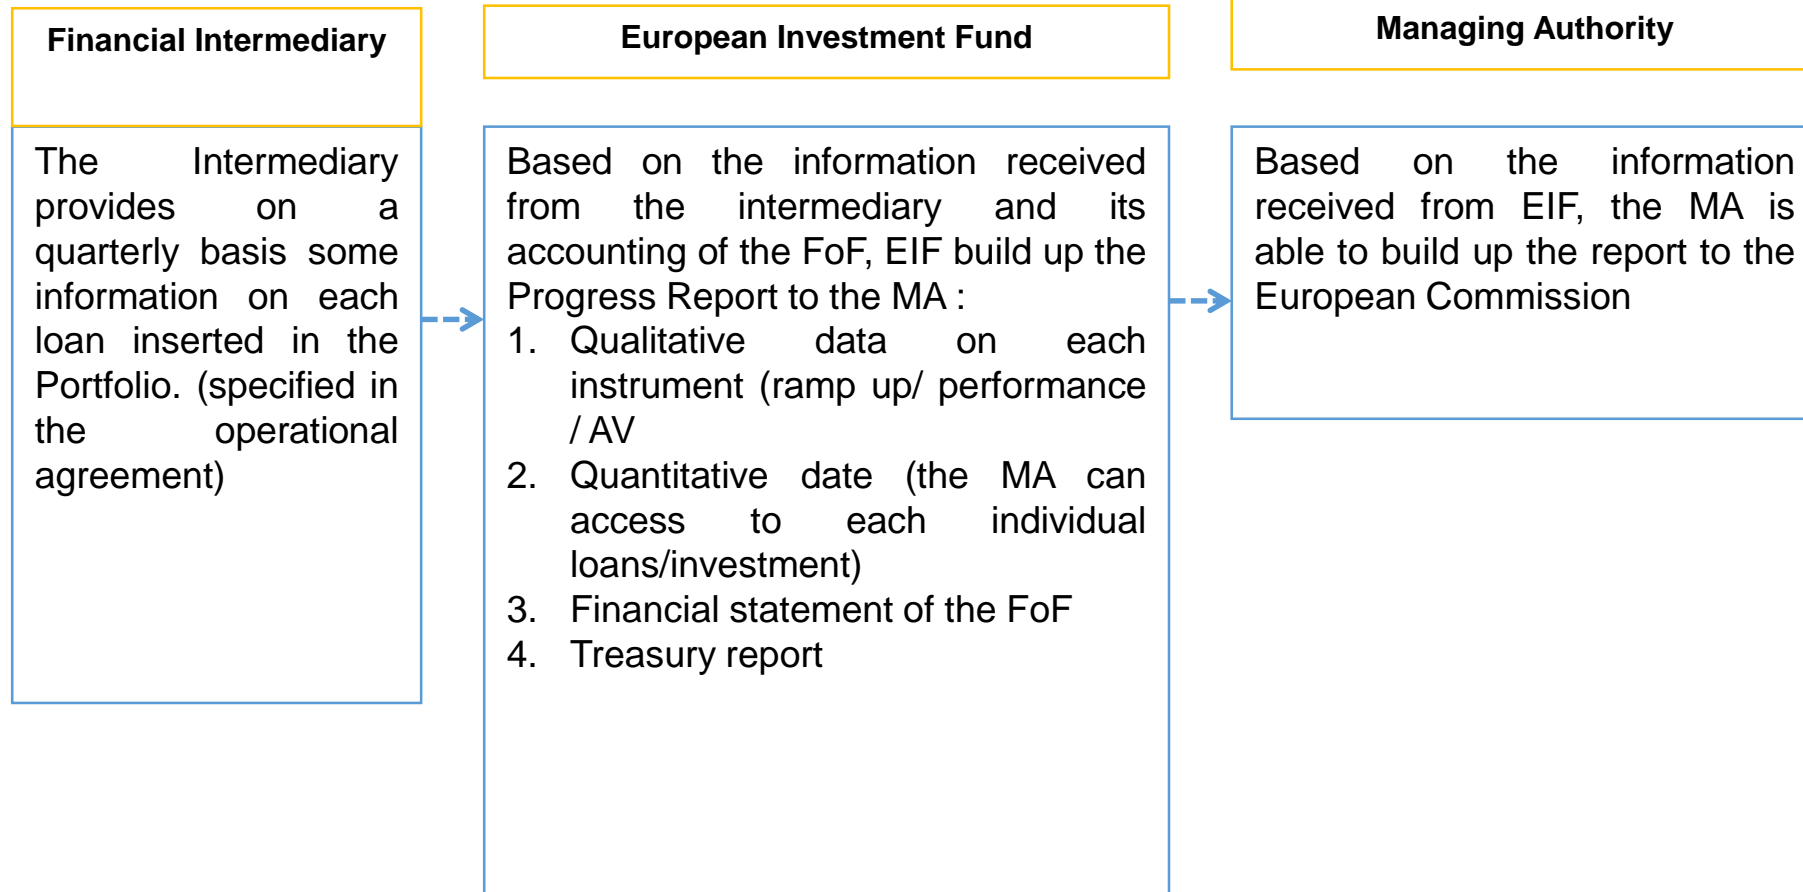 Financial Intermediary
European Investment Fund
Managing Authority
The Intermediary
provides on a
quarterly basis some
information on each
loan inserted in the
Portfolio. (specified in
the operational
agreement)
Based on the information received
from the intermediary and its
accounting of the FoF, EIF build up the
Progress Report to the MA :
1. Qualitative data on each
instrument (ramp up/ performance
/ AV
2. Quantitative date (the MA can
access to each individual
loans/investment)
3. Financial statement of the FoF
4. Treasury report
Based on the information
received from EIF, the MA is
able to build up the report to the
European Commission